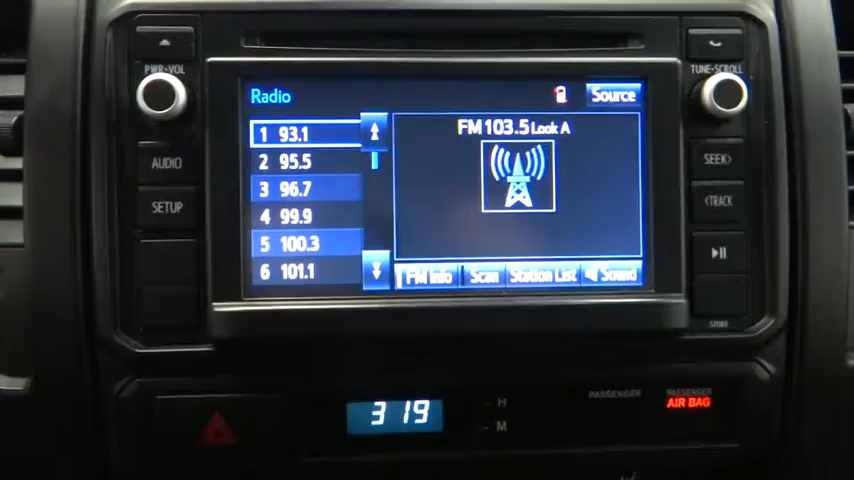 PWR·VOL
TUNE·SCROLL
Radio
Source
1 93.1
FM103.5 Look A
2 95.5
3 96.7
4 99.9
5 100.3
6 101.1
AUDIO
SETUP
SEEK>
<TRACK
FM Info
Scan
Station List
Sound
57089
3:19
H
M
PASSENGER
PASSENGER
AIR BAG